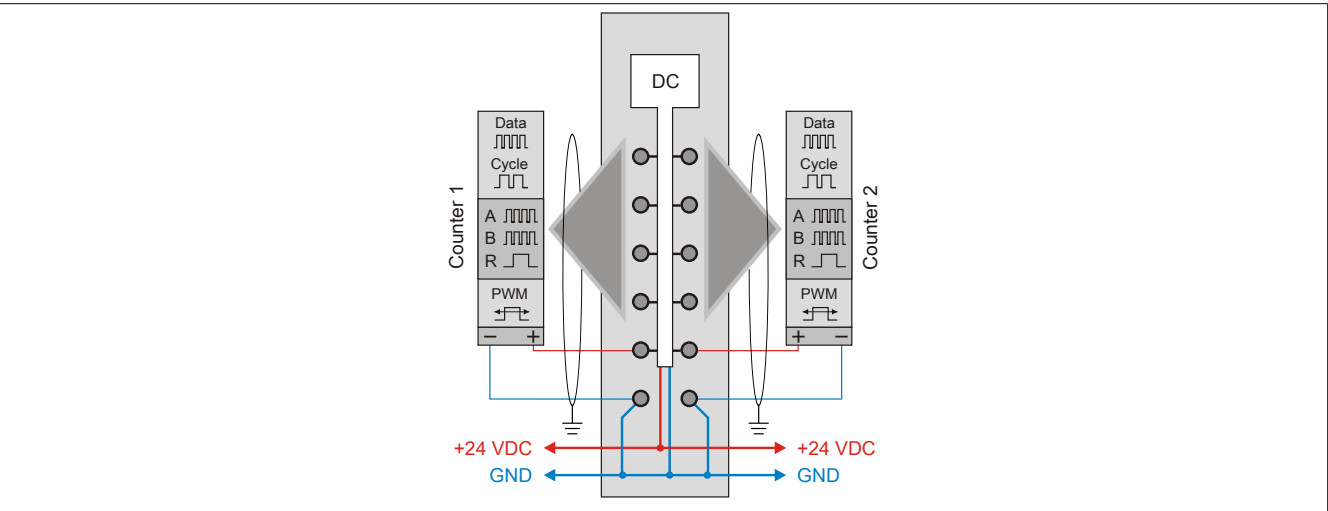 DC
Counter 1
Data
Cycle
A
B
R
PWM
− +
Data
Cycle
A
B
R
PWM
+ −
Counter 2
+24 VDC
+24 VDC
GND
GND